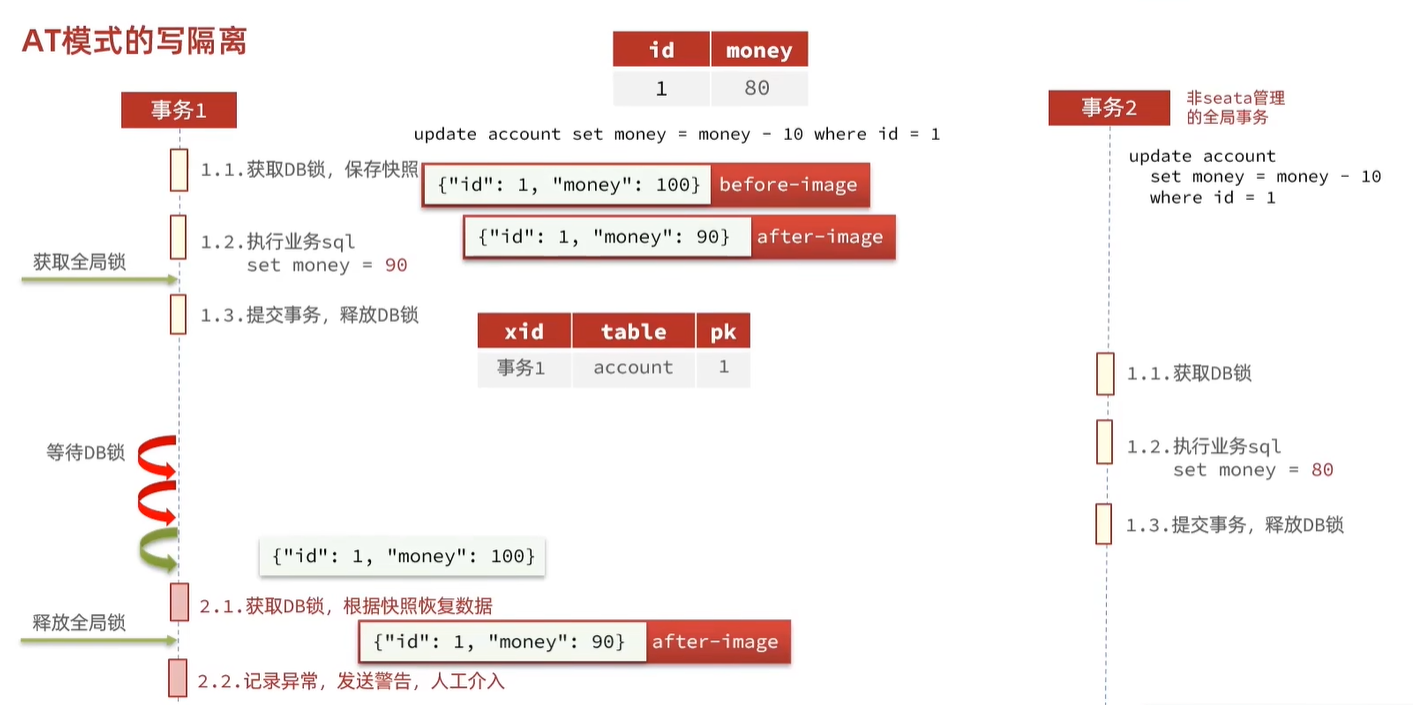 AT模式的写隔离
id money
1 80
事务1
事务2
非seata管理
的全局事务
update account set money = money - 10 where id = 1
update account
set money = money - 10
where id = 1
1.1.获取DB锁，保存快照
{"id": 1, "money": 100} before-image
1.2.执行业务sql
set money = 90
{"id": 1, "money": 90} after-image
获取全局锁
1.3.提交事务，释放DB锁
xid table pk
事务1 account 1
1.1.获取DB锁
1.2.执行业务sql
set money = 80
1.3.提交事务，释放DB锁
等待DB锁
{"id": 1, "money": 100}
2.1.获取DB锁，根据快照恢复数据
释放全局锁
{"id": 1, "money": 90} after-image
2.2.记录异常，发送警告，人工介入